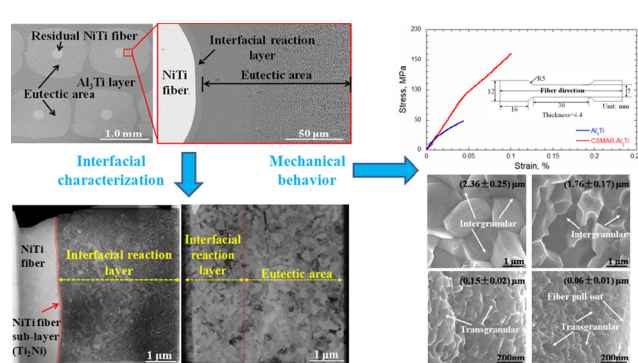 Residual NiTi fiber
Al3Ti layer
Eutectic area
1.0 mm
Interfacial reaction
layer
NiTi
fiber
Eutectic area
50 μm
Interfacial
characterization
Mechanical
behavior
NiTi
fiber
Interfacial reaction
layer
NiTi fiber
sub-layer
(Ti2Ni)
1 μm
Interfacial
reaction
layer
Eutectic area
1 μm
Stress, MPa
200
150
100
50
0
0
0.05
0.1
0.15
0.2
0.2
Strain, %
R5
Fiber direction
12
16
30
Unit: mm
Thickness=4.4
Al3Ti
CSMAR-Al3Ti
(2.36±0.25) μm
Intergranular
1 μm
(1.76±0.17) μm
Intergranular
1 μm
(0.15±0.02) μm
Transgranular
200nm
(0.06±0.01) μm
Fiber pull-out
Transgranular
200nm